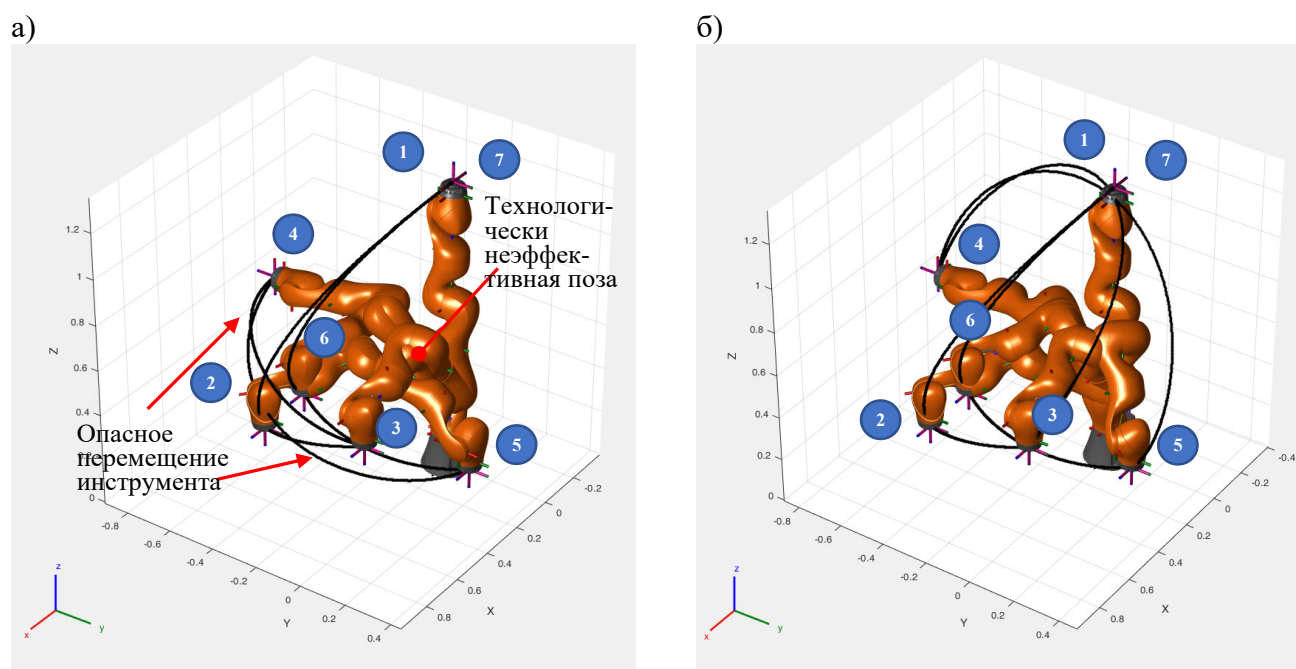 а)
б)
1
7
Технологи-
чески
неэффек-
тивная поза
4
6
2
3
5
Опасное
перемещение
инструмента
Z
1.2
1
0.8
0.6
0.4
0.2
0
-0.8
-0.6
-0.4
-0.2
0
0.2
0.4
Y
-0.2
0
0.2
0.4
0.6
0.8
X
z
x
y
1
7
4
6
2
3
5
Z
1.2
1
0.8
0.6
0.4
0.2
0
-0.8
-0.6
-0.4
-0.2
0
0.2
0.4
Y
-0.4
-0.2
0
0.2
0.4
0.6
0.8
X
z
x
y